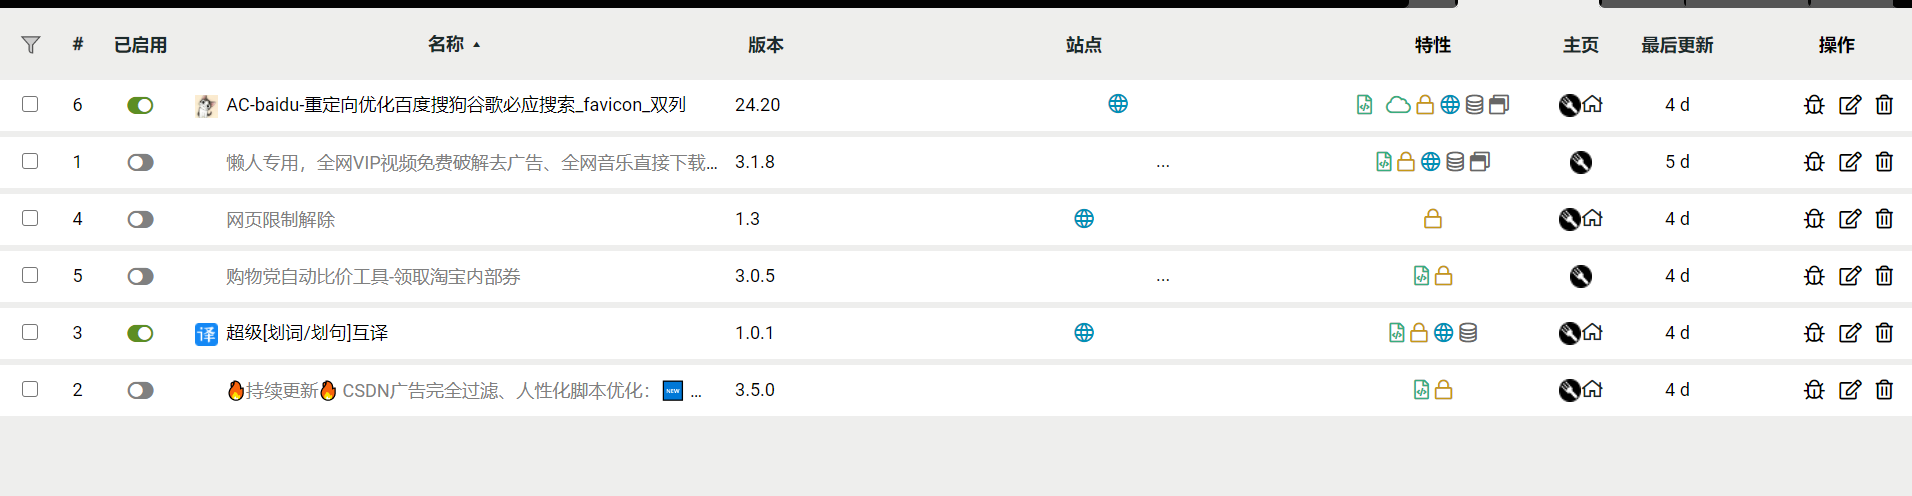 # 已启用 名称 版本 站点 特性 主页 最后更新 操作
6 AC-baidu-重定向优化百度搜狗谷歌必应搜索_favicon_双列 24.20 4 d
1 懒人专用，全网VIP视频免费破解去广告、全网音乐直接下载... 3.1.8 ... 5 d
4 网页限制解除 1.3 4 d
5 购物党自动比价工具-领取淘宝内部券 3.0.5 ... 4 d
3 译 超级[划词/划句]互译 1.0.1 4 d
2 🔥持续更新🔥 CSDN广告完全过滤、人性化脚本优化：🆕 ... 3.5.0 4 d